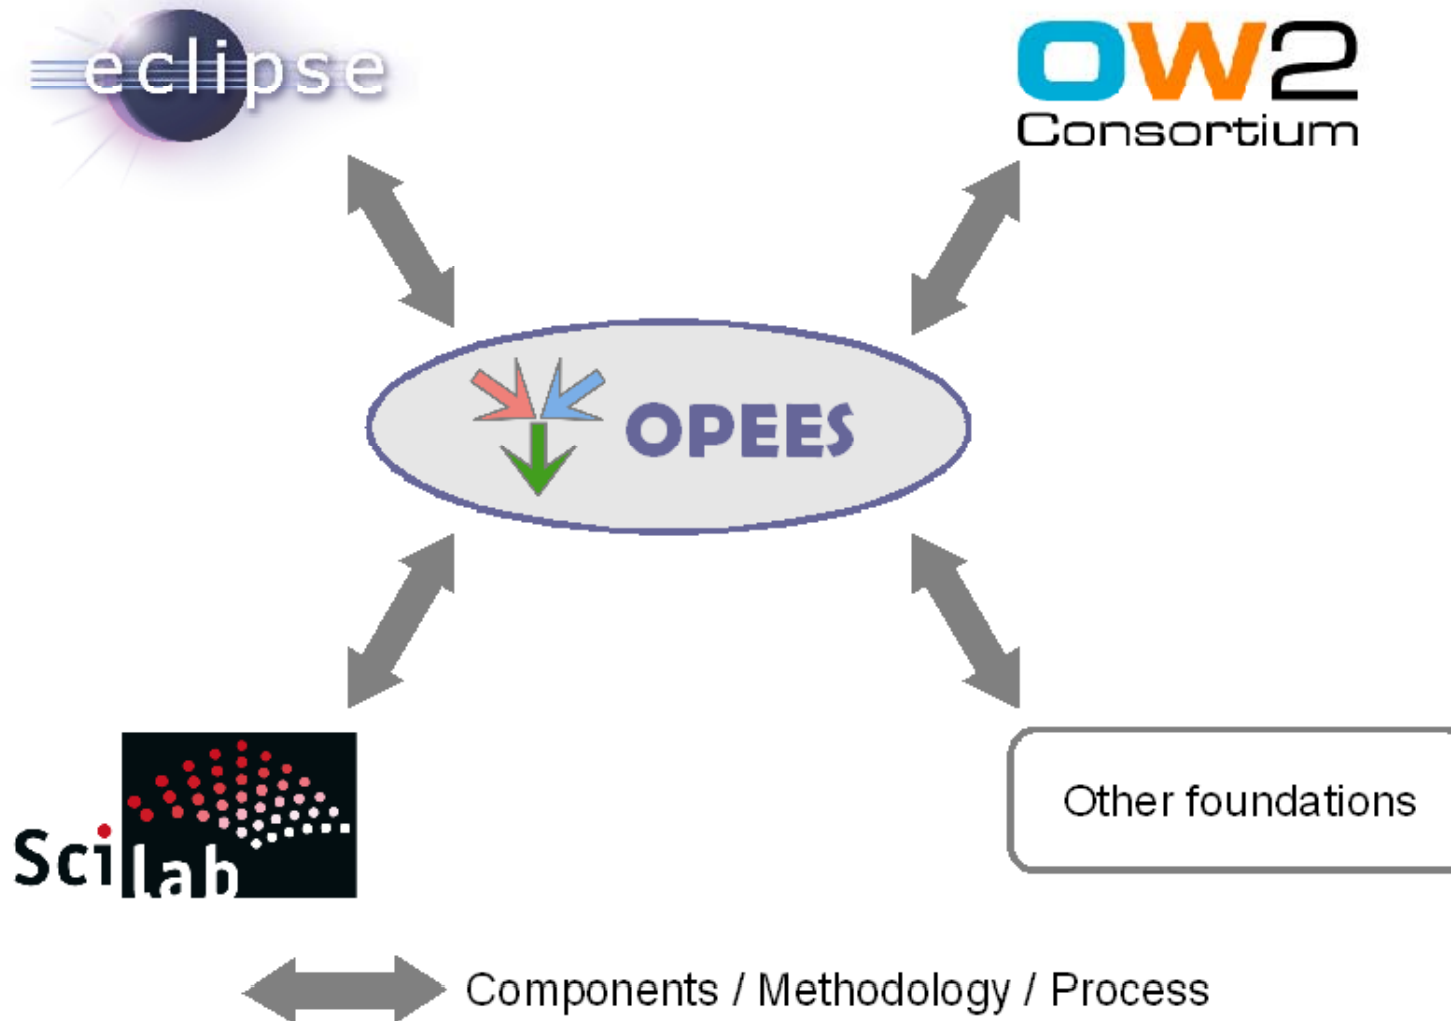 eclipse
OW2
Consortium
OPEES
Scilab
Other foundations
Components / Methodology / Process